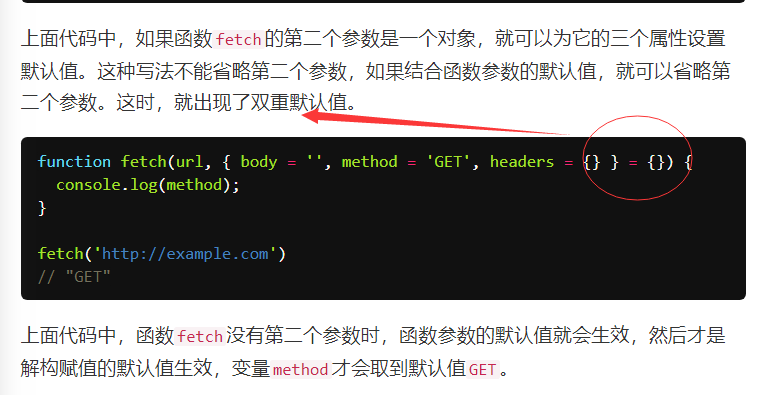 上面代码中，如果函数fetch的第二个参数是一个对象，就可以为它的三个属性设置
默认值。这种写法不能省略第二个参数，如果结合函数参数的默认值，就可以省略第
二个参数。这时，就出现了双重默认值。
function fetch(url, { body = '', method = 'GET', headers = {} } = {}) {
  console.log(method);
}
fetch('http://example.com')
// "GET"
上面代码中，函数fetch没有第二个参数时，函数参数的默认值就会生效，然后才是
解构赋值的默认值生效，变量method才会取到默认值GET。